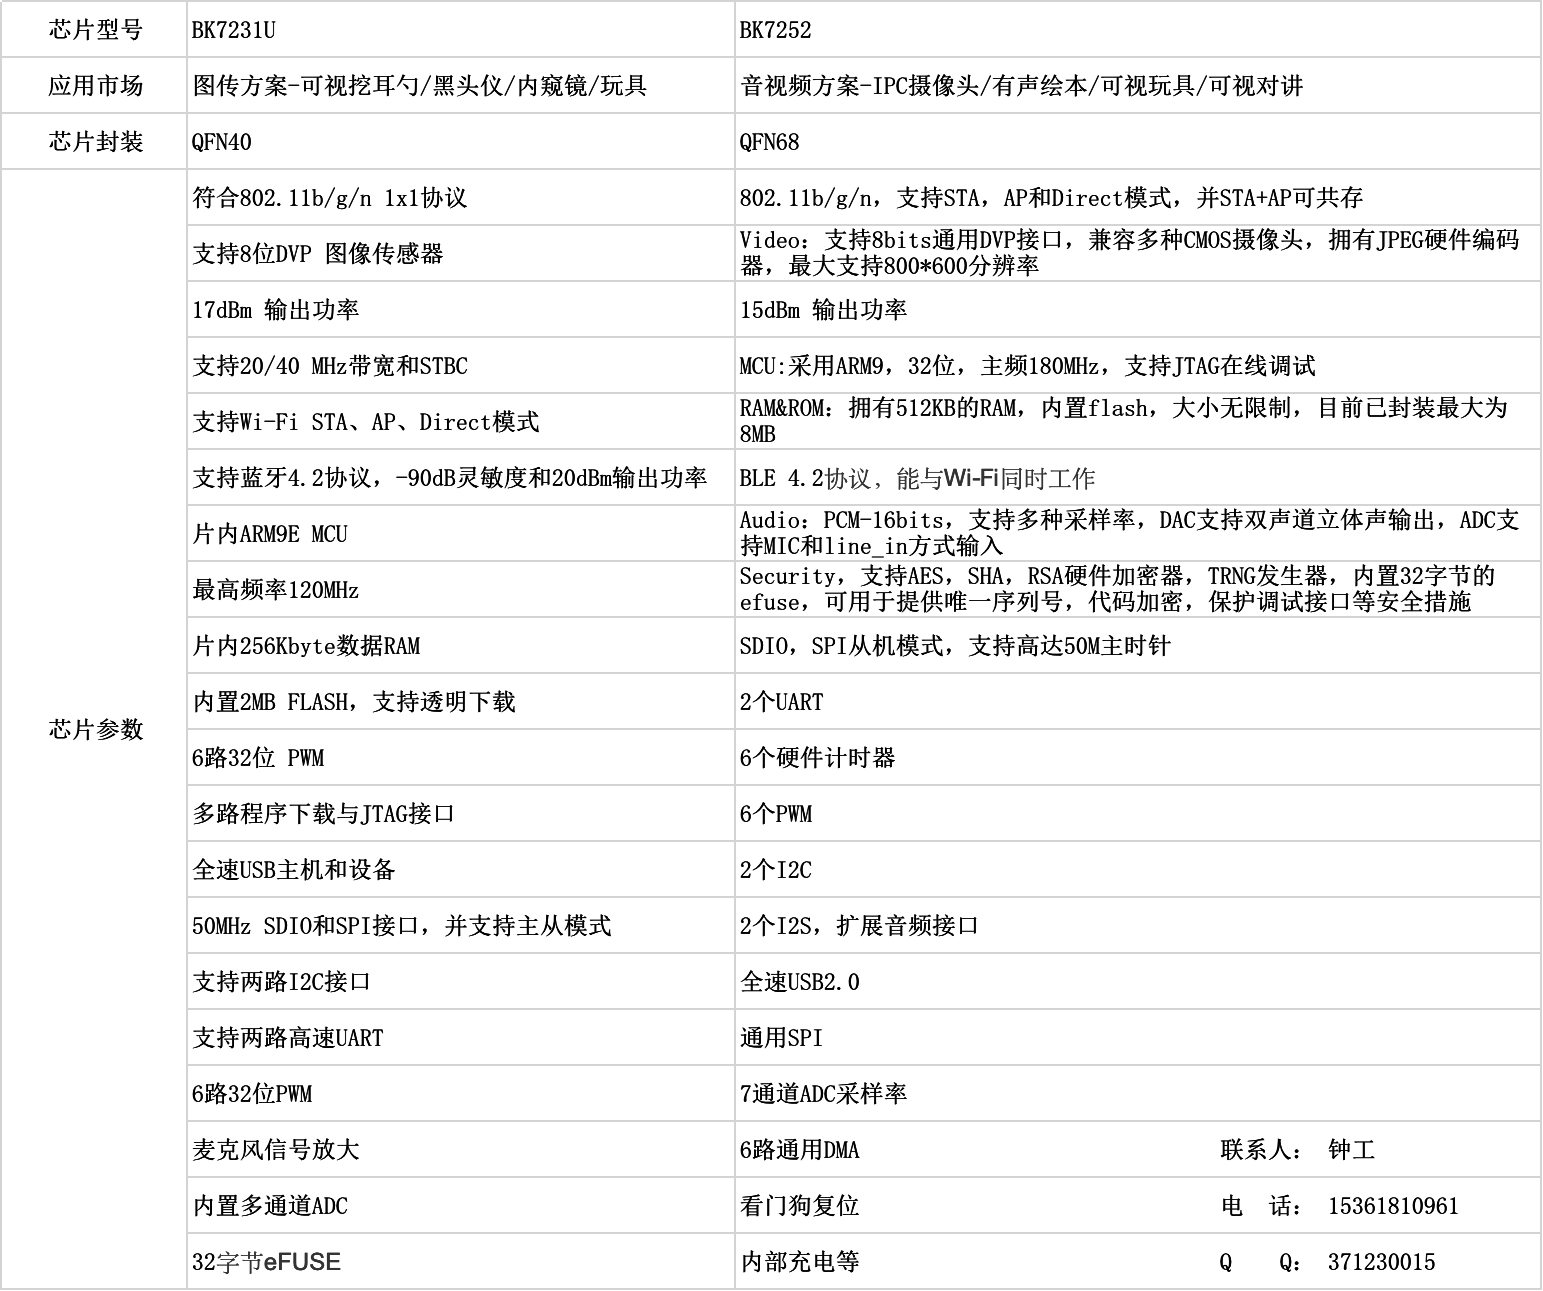 芯片型号 BK7231U BK7252
应用市场 图传方案-可视挖耳勺/黑头仪/内窥镜/玩具 音视频方案-IPC摄像头/有声绘本/可视玩具/可视对讲
芯片封装 QFN40 QFN68
符合802.11b/g/n 1x1协议 802.11b/g/n，支持STA，AP和Direct模式，并STA+AP可共存
支持8位DVP 图像传感器 Video：支持8bits通用DVP接口，兼容多种CMOS摄像头，拥有JPEG硬件编码
器，最大支持800*600分辨率
17dBm 输出功率 15dBm 输出功率
支持20/40 MHz带宽和STBC MCU:采用ARM9，32位，主频180MHz，支持JTAG在线调试
支持Wi-Fi STA、AP、Direct模式 RAM&ROM：拥有512KB的RAM，内置flash，大小无限制，目前已封装最大为
8MB
支持蓝牙4.2协议，-90dB灵敏度和20dBm输出功率 BLE 4.2协议，能与Wi-Fi同时工作
片内ARM9E MCU Audio：PCM-16bits，支持多种采样率，DAC支持双声道立体声输出，ADC支
持MIC和line_in方式输入
最高频率120MHz Security，支持AES，SHA，RSA硬件加密器，TRNG发生器，内置32字节的
efuse，可用于提供唯一序列号，代码加密，保护调试接口等安全措施
片内256Kbyte数据RAM SDIO，SPI从机模式，支持高达50M主时针
内置2MB FLASH，支持透明下载 2个UART
芯片参数
6路32位 PWM 6个硬件计时器
多路程序下载与JTAG接口 6个PWM
全速USB主机和设备 2个I2C
50MHz SDIO和SPI接口，并支持主从模式 2个I2S，扩展音频接口
支持两路I2C接口 全速USB2.0
支持两路高速UART 通用SPI
6路32位PWM 7通道ADC采样率
麦克风信号放大 6路通用DMA 联系人： 钟工
内置多通道ADC 看门狗复位 电 话： 15361810961
32字节eFUSE 内部充电等 Q Q： 371230015